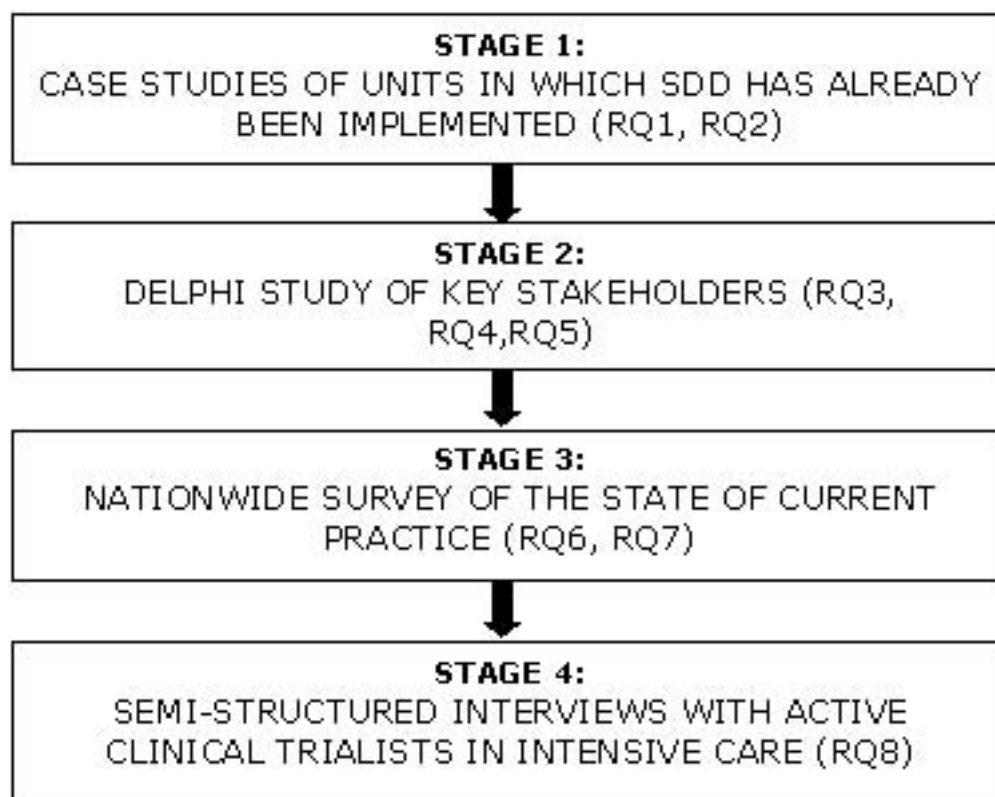 STAGE 1:
CASE STUDIES OF UNITS IN WHICH SDD HAS ALREADY
BEEN IMPLEMENTED (RQ1, RQ2)
STAGE 2:
DELPHI STUDY OF KEY STAKEHOLDERS (RQ3,
RQ4,RQ5)
STAGE 3:
NATIONWIDE SURVEY OF THE STATE OF CURRENT
PRACTICE (RQ6, RQ7)
STAGE 4:
SEMI-STRUCTURED INTERVIEWS WITH ACTIVE
CLINICAL TRIALISTS IN INTENSIVE CARE (RQ8)